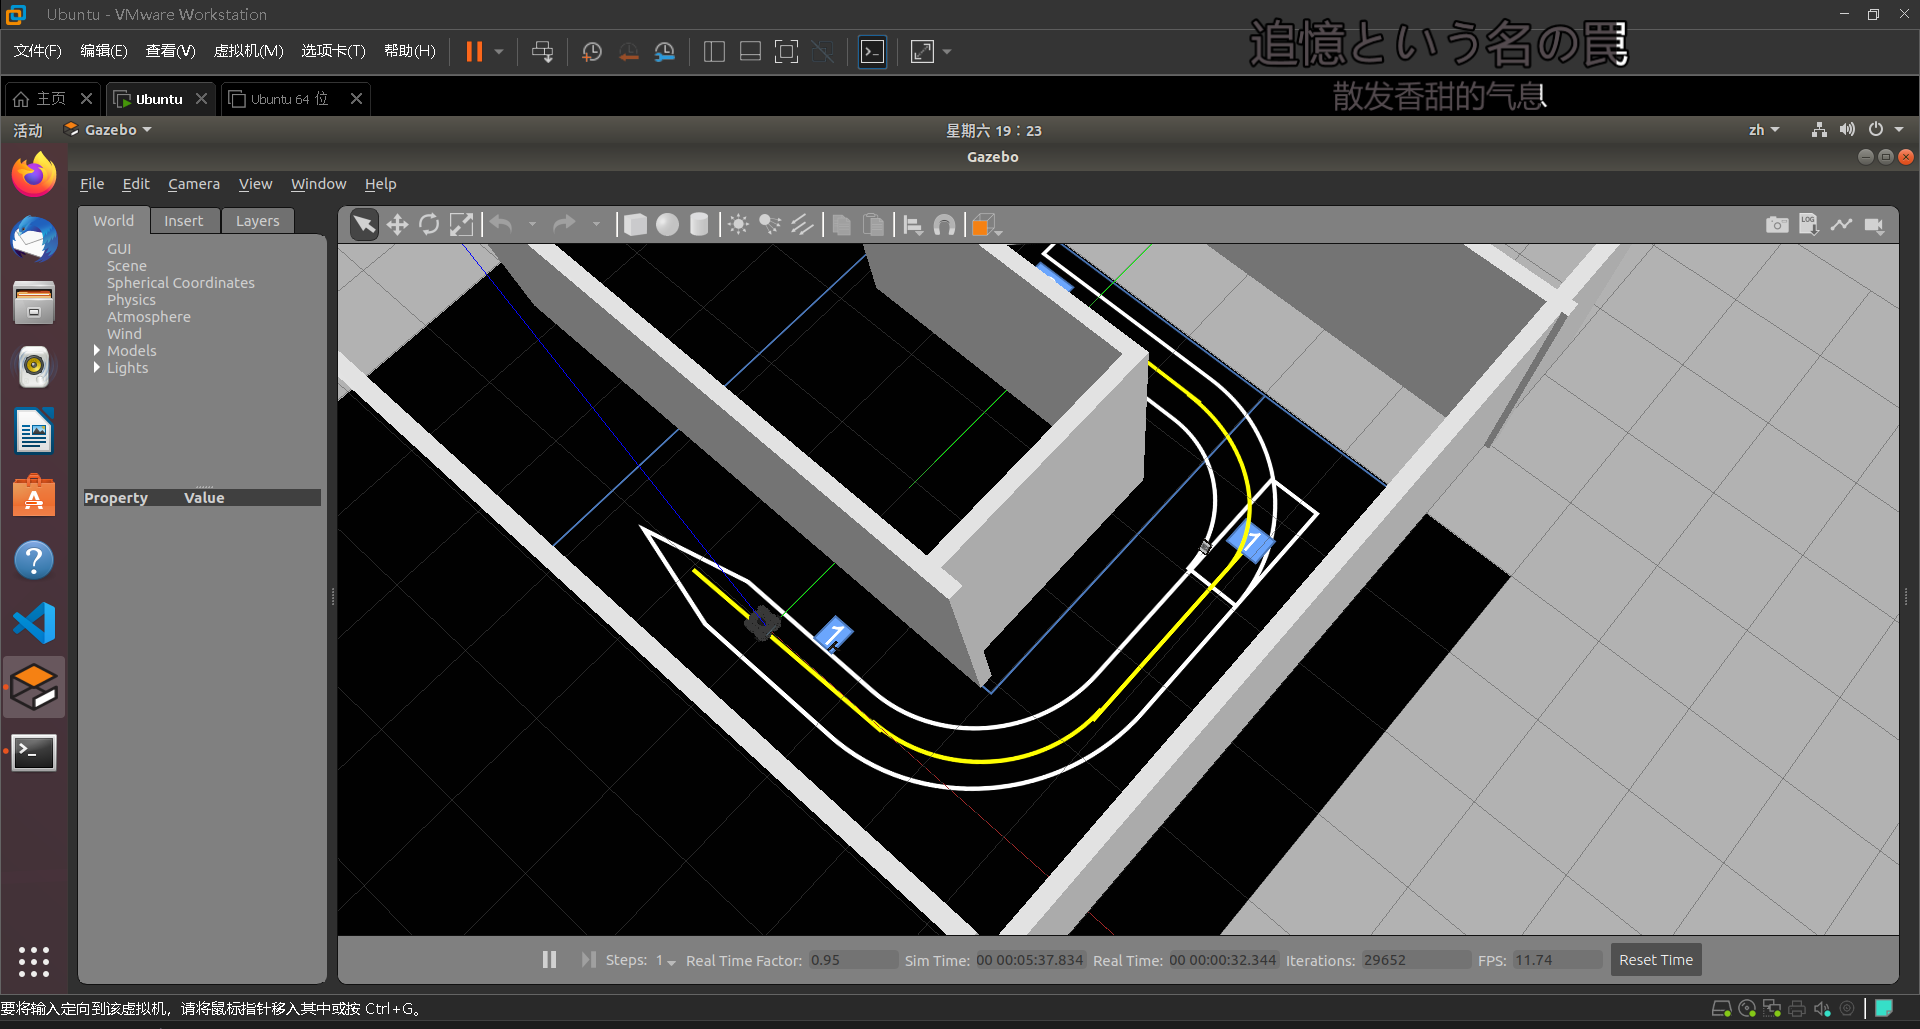 Ubuntu - VMware Workstation
文件(F) 编辑(E) 查看(V) 虚拟机(M) 选项卡(T) 帮助(H)
追憶という名の罠
散发香甜的气息
主页 Ubuntu Ubuntu 64 位
活动 Gazebo 星期六 19：23 zh
Gazebo
File Edit Camera View Window Help
World Insert Layers
GUI
Scene
Spherical Coordinates
Physics
Atmosphere
Wind
Models
Lights
Property Value
LOG
1
1
Steps: 1 Real Time Factor: 0.95 Sim Time: 00 00:05:37.834 Real Time: 00 00:00:32.344 Iterations: 29652 FPS: 11.74 Reset Time
要将输入定向到该虚拟机，请将鼠标指针移入其中或按 Ctrl+G。